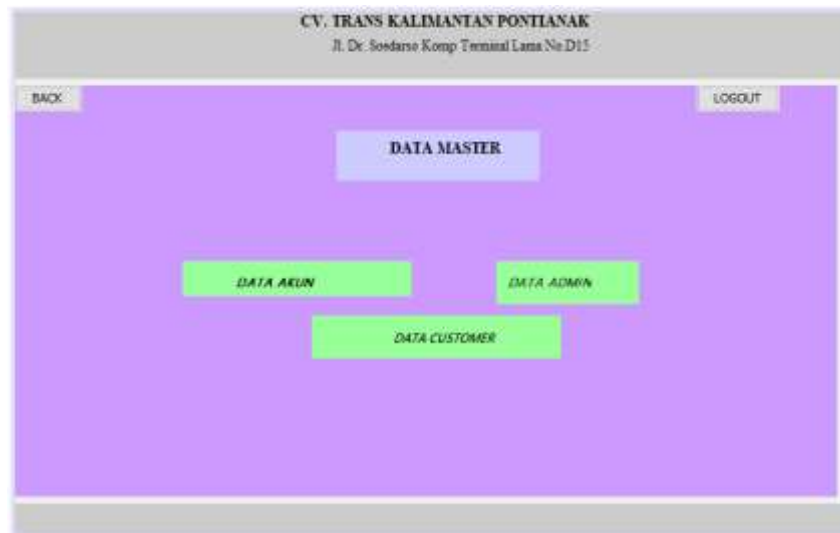 CV. TRANS KALIMANTAN PONTIANAK
Jl. Dr. Soedarso Komp Terminal Lama No.D15
BACK
LOGOUT
DATA MASTER
DATA AKUN
DATA ADMIN
DATA CUSTOMER